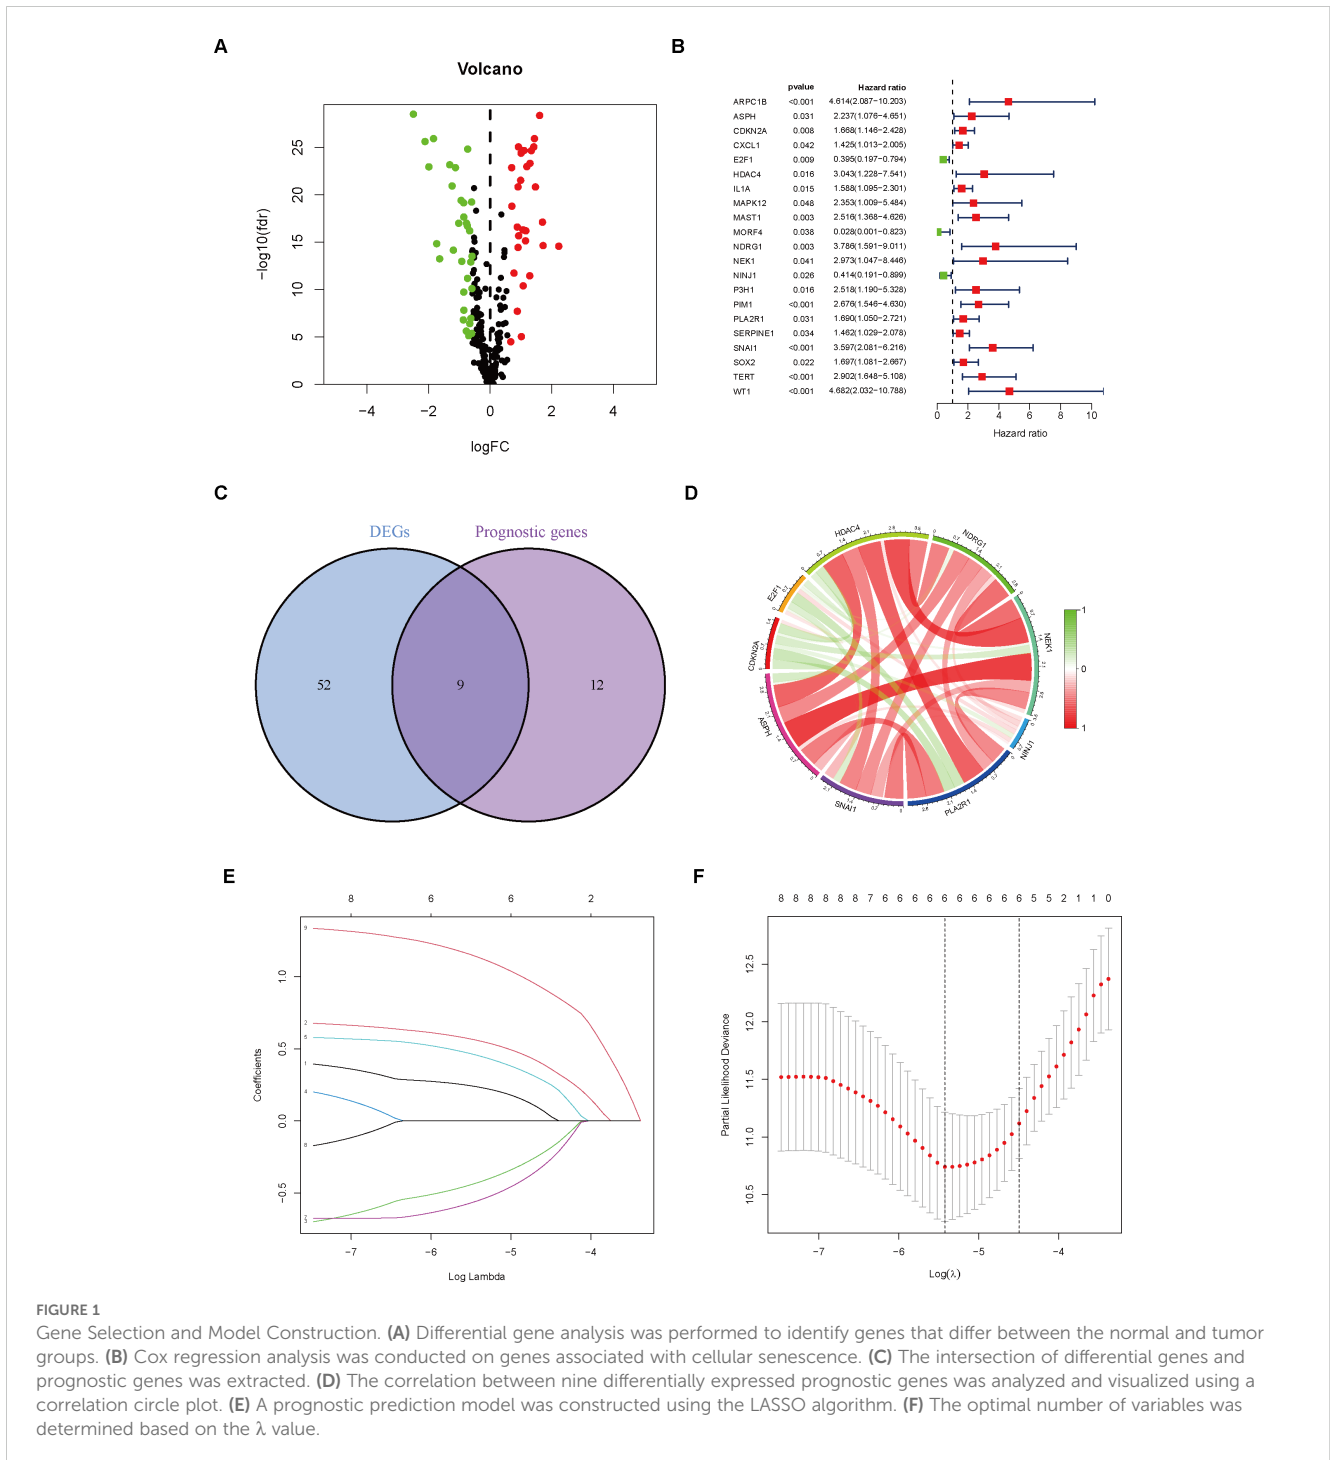 A
Volcano
−log10(fdr)
25
20
15
10
5
0
−4
−2
0
2
4
logFC
B
pvalue Hazard ratio
ARPC1B <0.001 4.614(2.087−10.203)
ASPH 0.031 2.237(1.076−4.651)
CDKN2A 0.008 1.668(1.146−2.428)
CXCL1 0.042 1.425(1.013−2.005)
E2F1 0.009 0.395(0.197−0.794)
HDAC4 0.016 3.043(1.228−7.541)
IL1A 0.015 1.588(1.095−2.301)
MAPK12 0.048 2.353(1.009−5.484)
MAST1 0.003 2.516(1.368−4.626)
MORF4 0.038 0.028(0.001−0.823)
NDRG1 0.003 3.786(1.591−9.011)
NEK1 0.041 2.973(1.047−8.446)
NINJ1 0.026 0.414(0.191−0.899)
P3H1 0.016 2.518(1.190−5.328)
PIM1 <0.001 2.676(1.546−4.630)
PLA2R1 0.031 1.690(1.050−2.721)
SERPINE1 0.034 1.462(1.029−2.078)
SNAI1 <0.001 3.597(2.081−6.216)
SOX2 0.022 1.697(1.081−2.667)
TERT <0.001 2.902(1.648−5.108)
WT1 <0.001 4.682(2.032−10.788)
0 2 4 6 8 10
Hazard ratio
C
DEGs Prognostic genes
52 9 12
D
HDAC4
NDRG1
NEK1
NINJ1
PLA2R1
SNAI1
ASPH
CDKN2A
E2F1
1
0
1
E
8 6 6 2
Coefficients
1.0
0.5
0.0
−0.5
9
2
5
1
4
8
7
3
−7 −6 −5 −4
Log Lambda
F
8 8 8 8 8 8 7 6 6 6 6 6 6 6 6 6 6 5 5 2 1 1 0
Partial Likelihood Deviance
12.5
12.0
11.5
11.0
10.5
−7 −6 −5 −4
Log(λ)
FIGURE 1
Gene Selection and Model Construction. (A) Differential gene analysis was performed to identify genes that differ between the normal and tumor
groups. (B) Cox regression analysis was conducted on genes associated with cellular senescence. (C) The intersection of differential genes and
prognostic genes was extracted. (D) The correlation between nine differentially expressed prognostic genes was analyzed and visualized using a
correlation circle plot. (E) A prognostic prediction model was constructed using the LASSO algorithm. (F) The optimal number of variables was
determined based on the λ value.